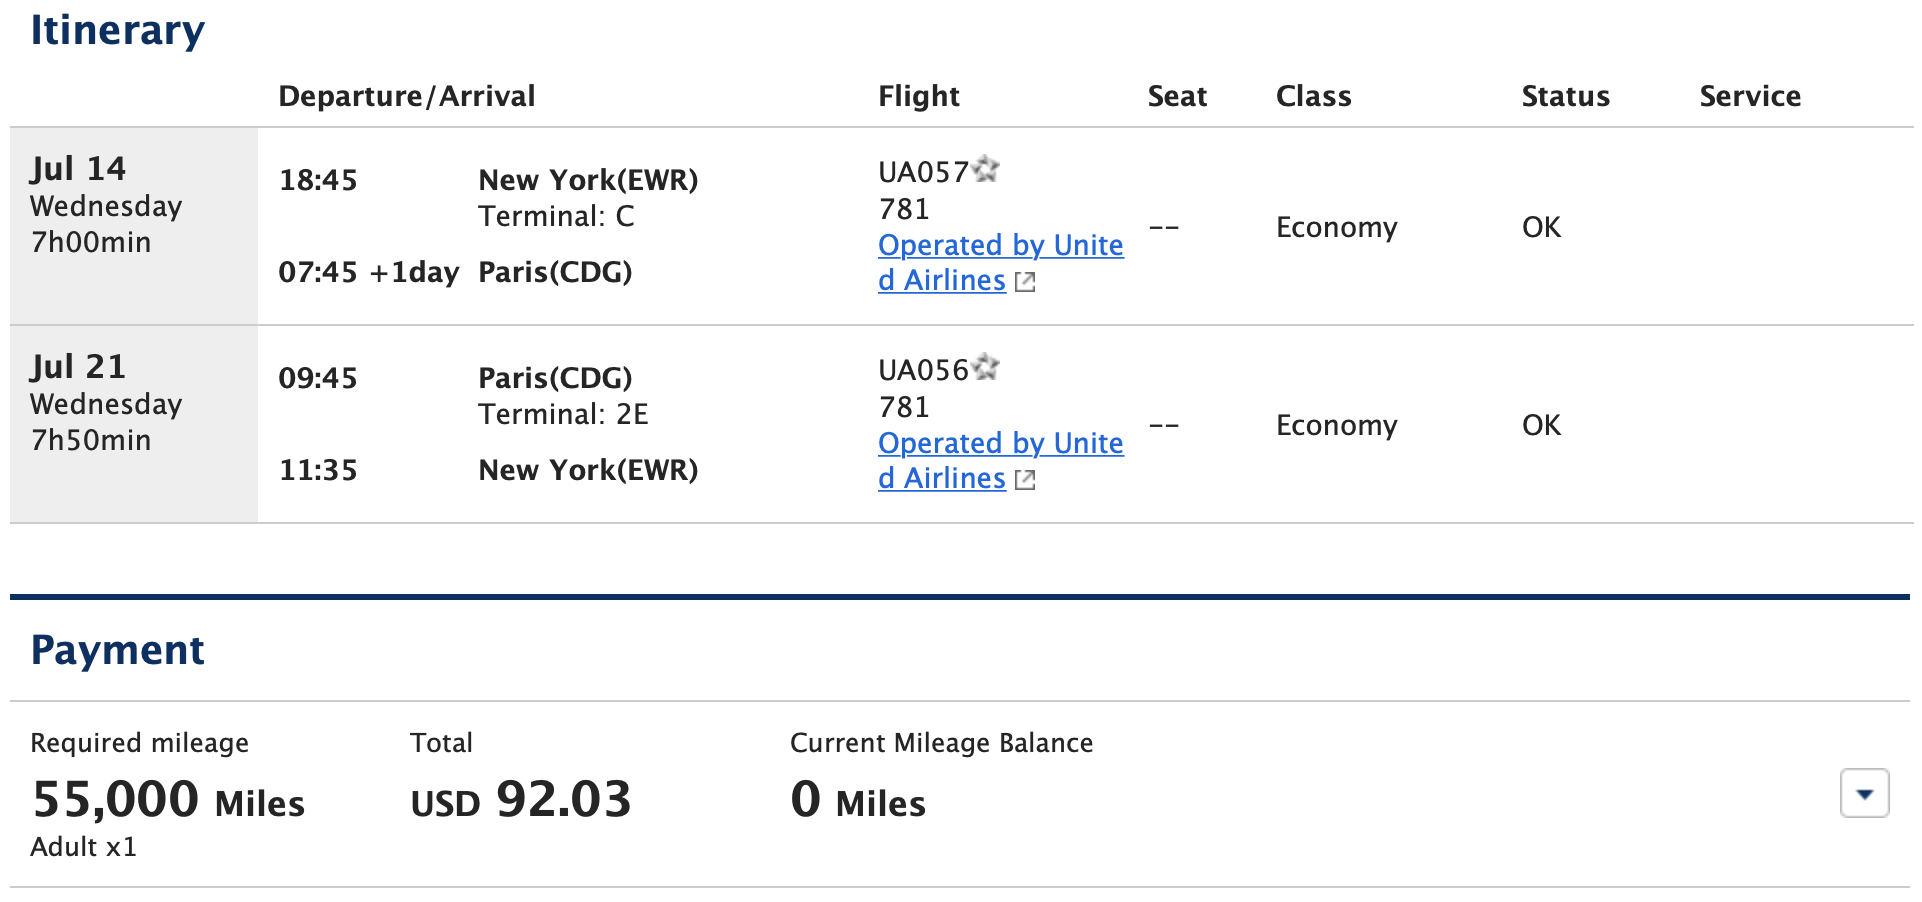 Itinerary
Departure/Arrival Flight Seat Class Status Service
Jul 14
Wednesday
7h00min
18:45 New York(EWR)
Terminal: C
07:45 +1day Paris(CDG)
UA057
781
Operated by Unite
d Airlines
--
Economy
OK
Jul 21
Wednesday
7h50min
09:45 Paris(CDG)
Terminal: 2E
11:35 New York(EWR)
UA056
781
Operated by Unite
d Airlines
--
Economy
OK
Payment
Required mileage
55,000 Miles
Adult x1
Total
USD 92.03
Current Mileage Balance
0 Miles